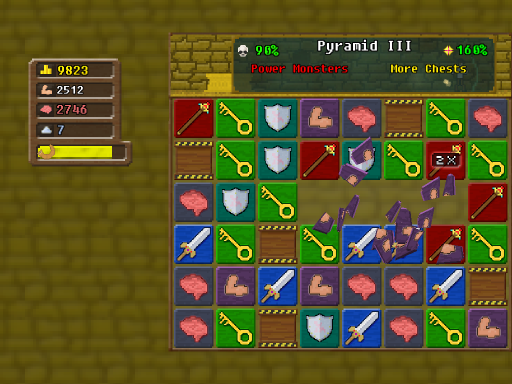 9823
2512
2746
7
90%
Pyramid III
160%
Power Monsters
More Chests
2X